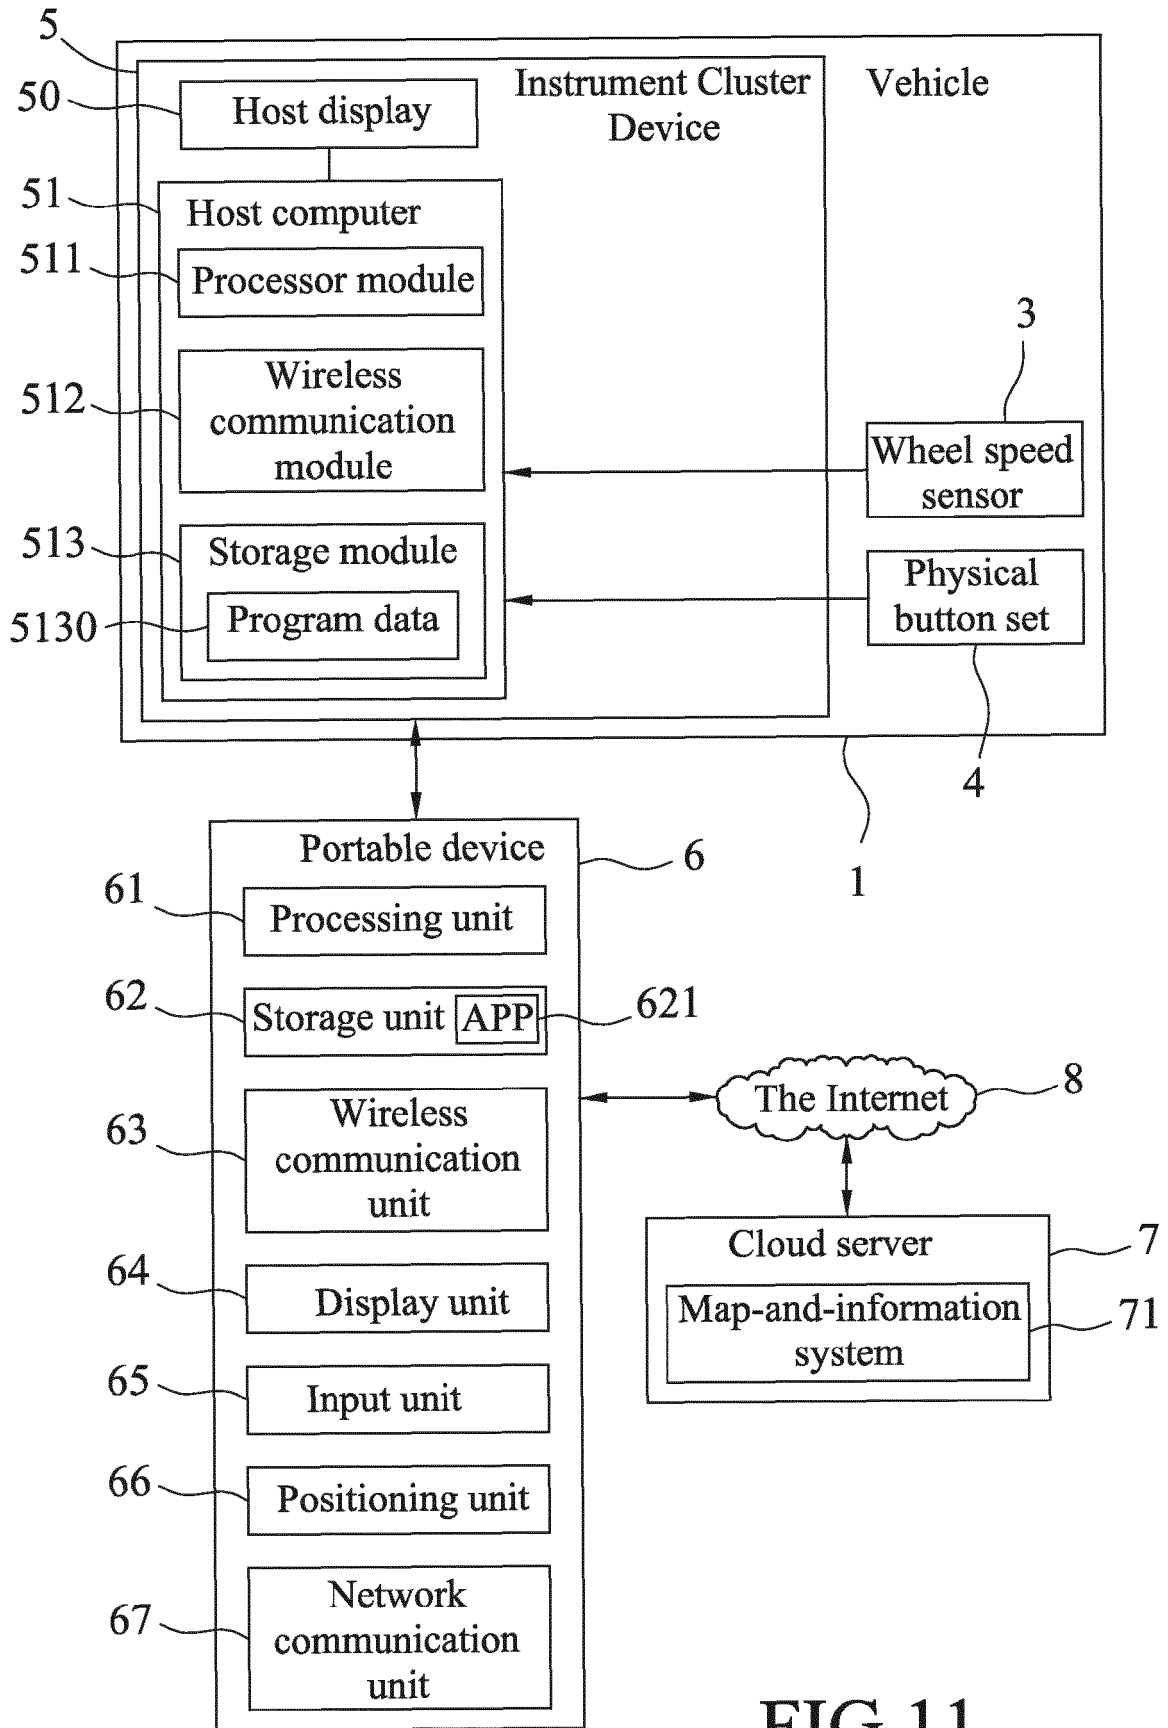 5
50
Host display
Instrument Cluster
Device
Vehicle
51
Host computer
511
Processor module
512
Wireless
communication
module
3
Wheel speed
sensor
513
Storage module
5130
Program data
Physical
button set
4
1
Portable device
6
61
Processing unit
62
Storage unit
APP
621
63
Wireless
communication
unit
The Internet
8
64
Display unit
Cloud server
7
Map-and-information
system
71
65
Input unit
66
Positioning unit
67
Network
communication
unit
FIG.11